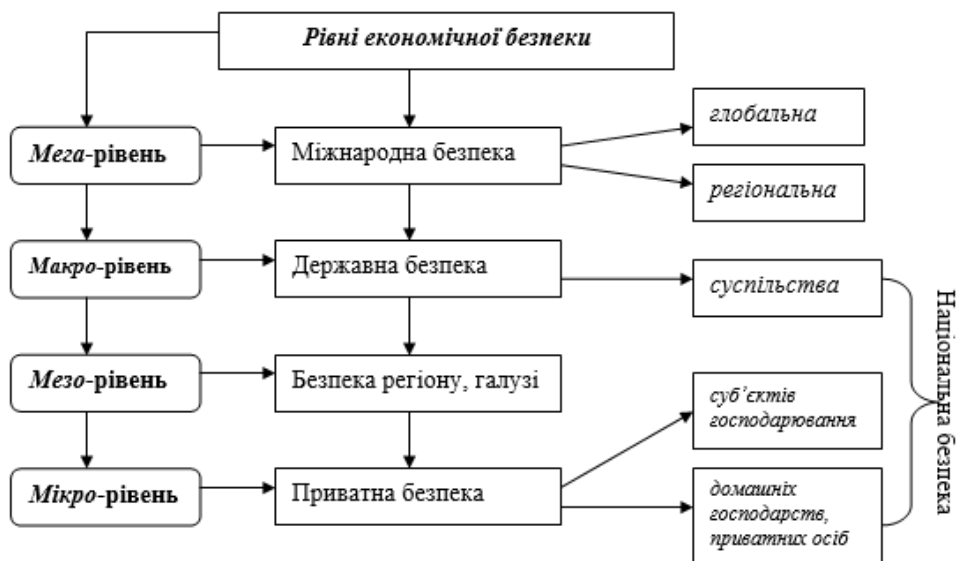 Рівні економічної безпеки
Мега-рівень
Міжнародна безпека
глобальна
регіональна
Макро-рівень
Державна безпека
суспільства
Мезо-рівень
Безпека регіону, галузі
суб’єктів
господарювання
Мікро-рівень
Приватна безпека
домашніх
господарств,
приватних осіб
Національна безпека